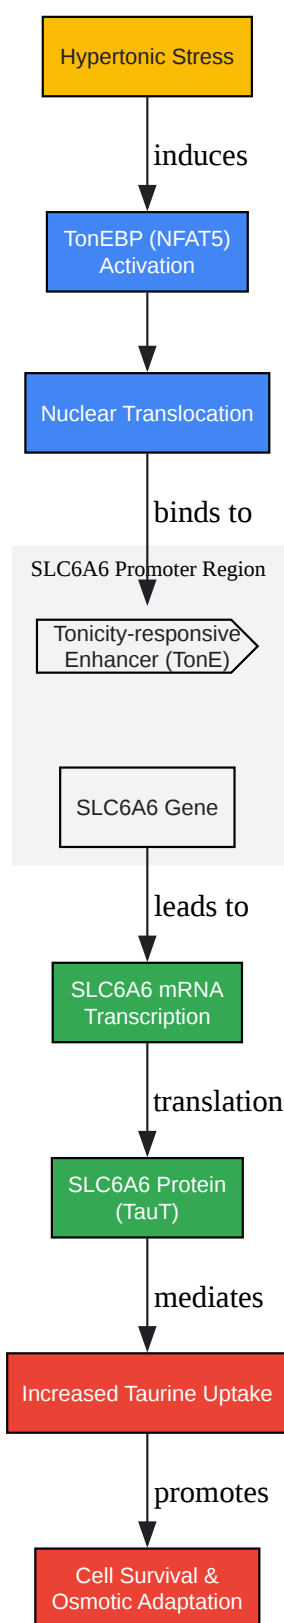 Hypertonic Stress
induces
TonEBP (NFAT5)
Activation
Nuclear Translocation
binds to
SLC6A6 Promoter Region
Tonicity-responsive
Enhancer (TonE)
SLC6A6 Gene
leads to
SLC6A6 mRNA
Transcription
translation
SLC6A6 Protein
(TauT)
mediates
Increased Taurine Uptake
promotes
Cell Survival &
Osmotic Adaptation